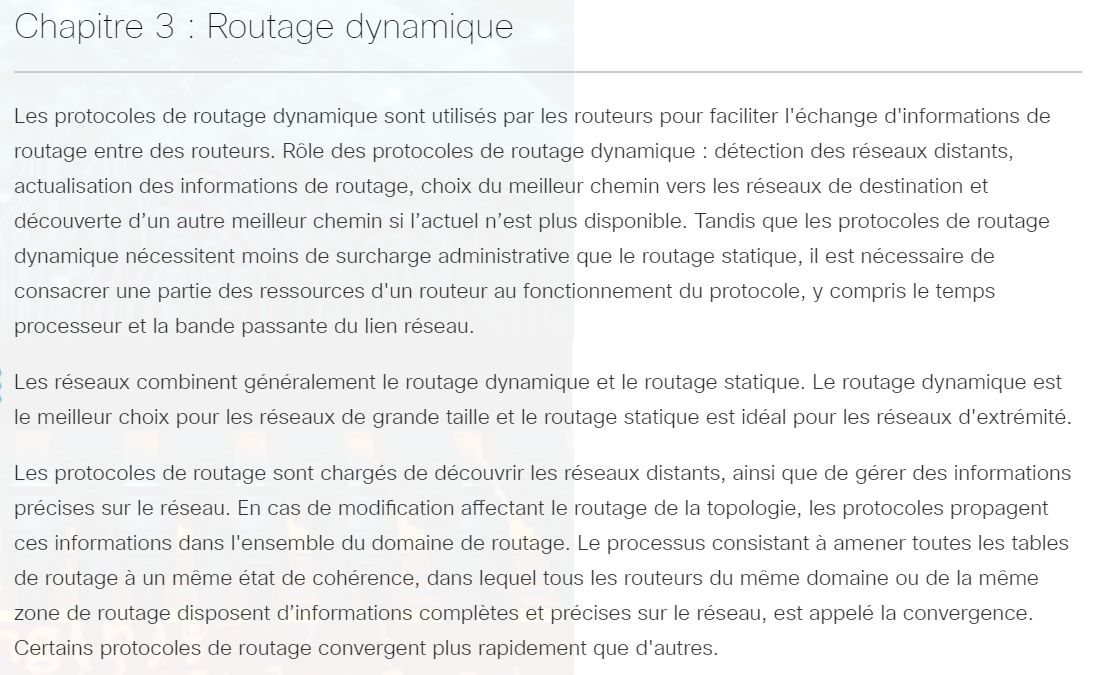 Chapitre 3 : Routage dynamique
Les protocoles de routage dynamique sont utilisés par les routeurs pour faciliter l'échange d'informations de
routage entre des routeurs. Rôle des protocoles de routage dynamique : détection des réseaux distants,
actualisation des informations de routage, choix du meilleur chemin vers les réseaux de destination et
découverte d’un autre meilleur chemin si l’actuel n’est plus disponible. Tandis que les protocoles de routage
dynamique nécessitent moins de surcharge administrative que le routage statique, il est nécessaire de
consacrer une partie des ressources d'un routeur au fonctionnement du protocole, y compris le temps
processeur et la bande passante du lien réseau.
Les réseaux combinent généralement le routage dynamique et le routage statique. Le routage dynamique est
le meilleur choix pour les réseaux de grande taille et le routage statique est idéal pour les réseaux d'extrémité.
Les protocoles de routage sont chargés de découvrir les réseaux distants, ainsi que de gérer des informations
précises sur le réseau. En cas de modification affectant le routage de la topologie, les protocoles propagent
ces informations dans l'ensemble du domaine de routage. Le processus consistant à amener toutes les tables
de routage à un même état de cohérence, dans lequel tous les routeurs du même domaine ou de la même
zone de routage disposent d’informations complètes et précises sur le réseau, est appelé la convergence.
Certains protocoles de routage convergent plus rapidement que d'autres.